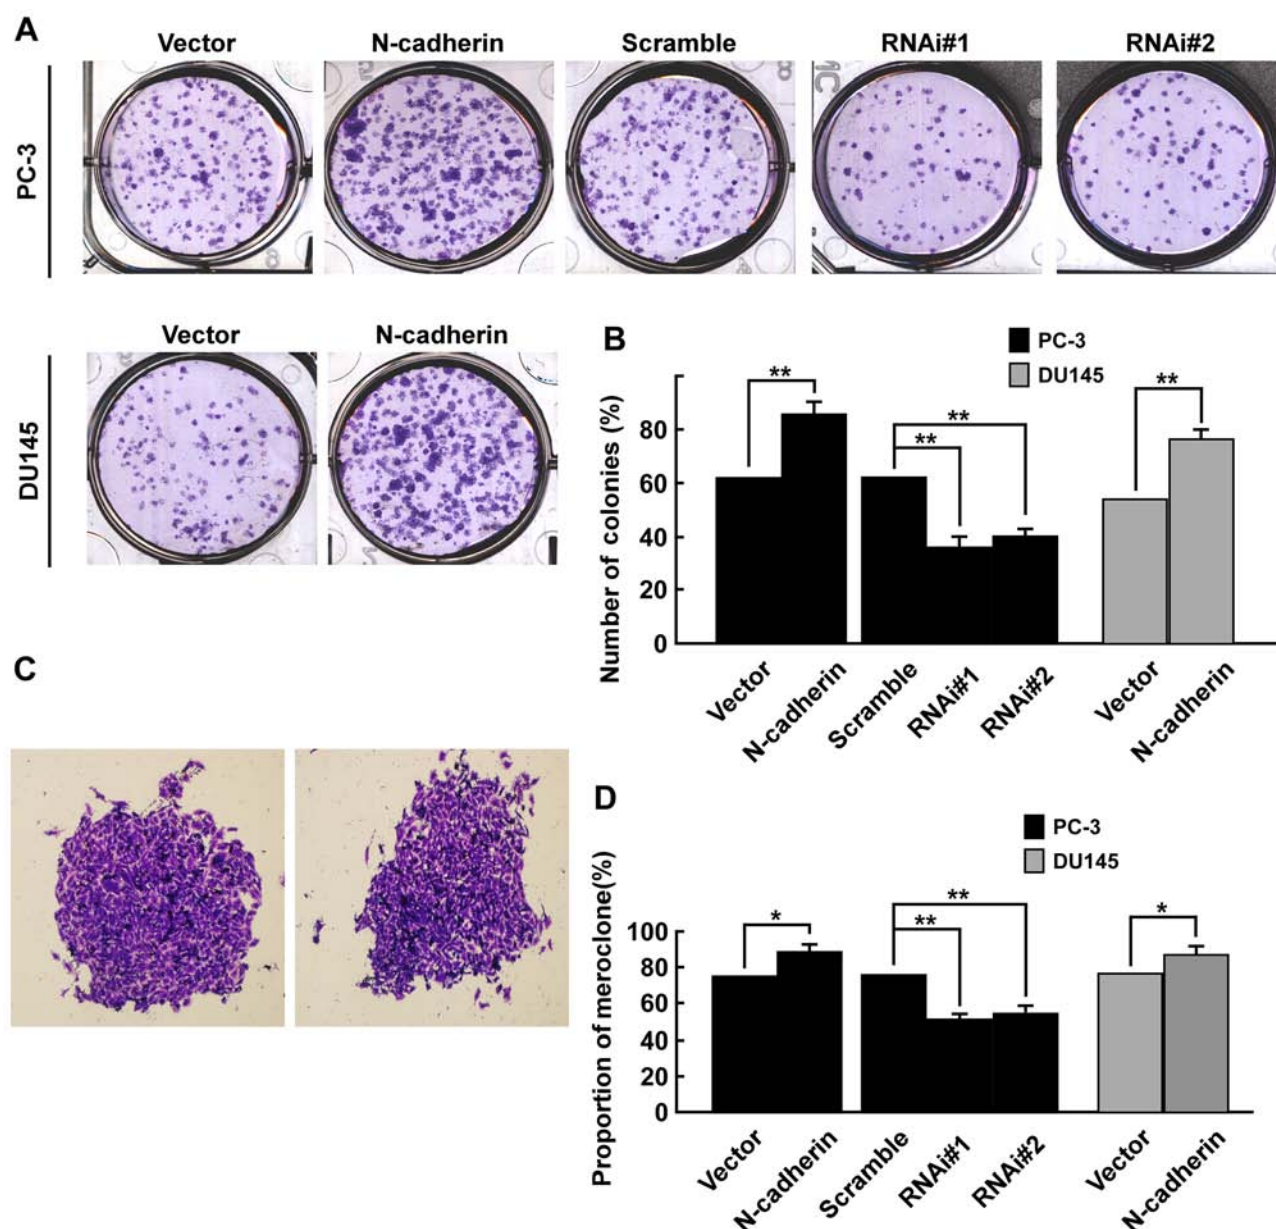 A
Vector N-cadherin Scramble RNAi#1 RNAi#2
PC-3
Vector N-cadherin
DU145
B
PC-3
DU145
Number of colonies (%)
80
60
40
20
0
**
**
**
**
Vector N-cadherin Scramble RNAi#1 RNAi#2 Vector N-cadherin
C
D
PC-3
DU145
Proportion of meroclone(%)
100
80
60
40
20
0
*
**
**
*
Vector N-cadherin Scramble RNAi#1 RNAi#2 Vector N-cadherin